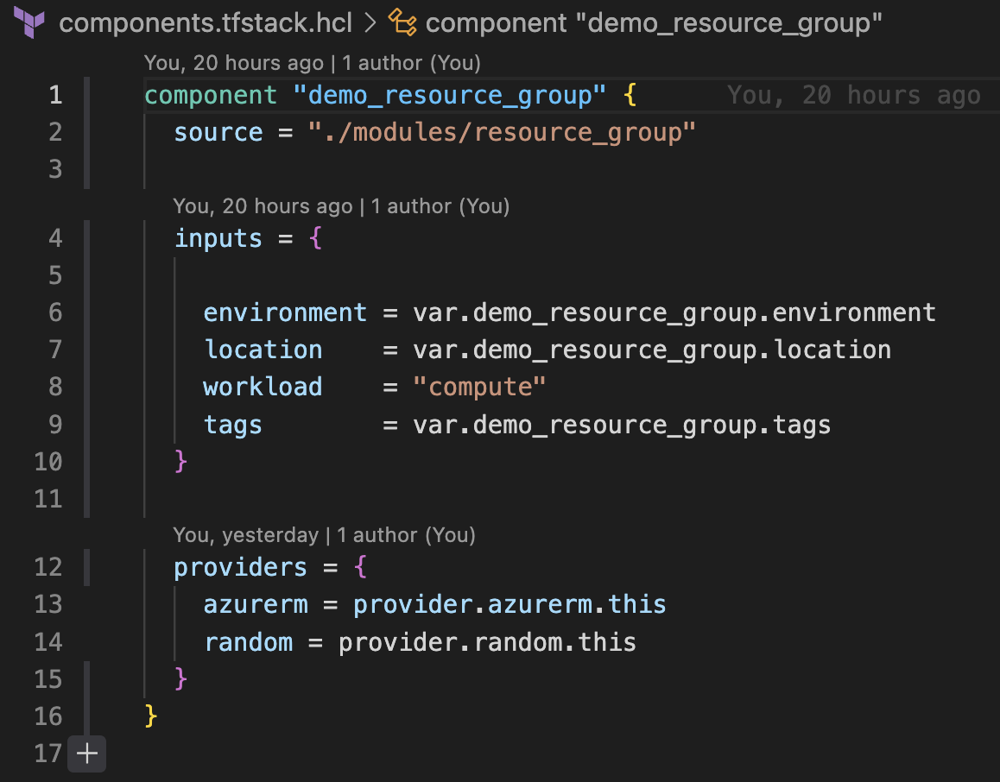 components.tfstack.hcl > component "demo_resource_group"
You, 20 hours ago | 1 author (You)
1 component "demo_resource_group" { You, 20 hours ago
2 source = "./modules/resource_group"
3
You, 20 hours ago | 1 author (You)
4 inputs = {
5
6 environment = var.demo_resource_group.environment
7 location = var.demo_resource_group.location
8 workload = "compute"
9 tags = var.demo_resource_group.tags
10 }
11
You, yesterday | 1 author (You)
12 providers = {
13 azurerm = provider.azurerm.this
14 random = provider.random.this
15 }
16 }
17 +